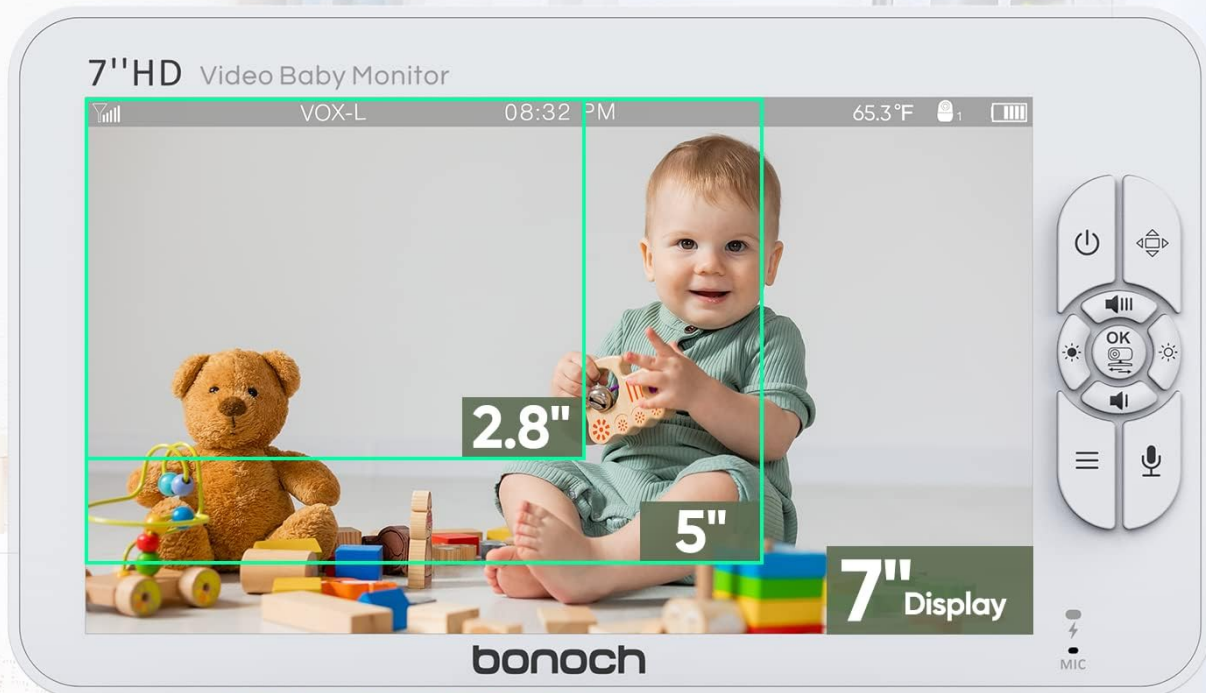 7''HD Video Baby Monitor
VOX-L 08:32 PM 65.3°F 1
2.8"
5"
7" Display
OK
bonoch
MIC